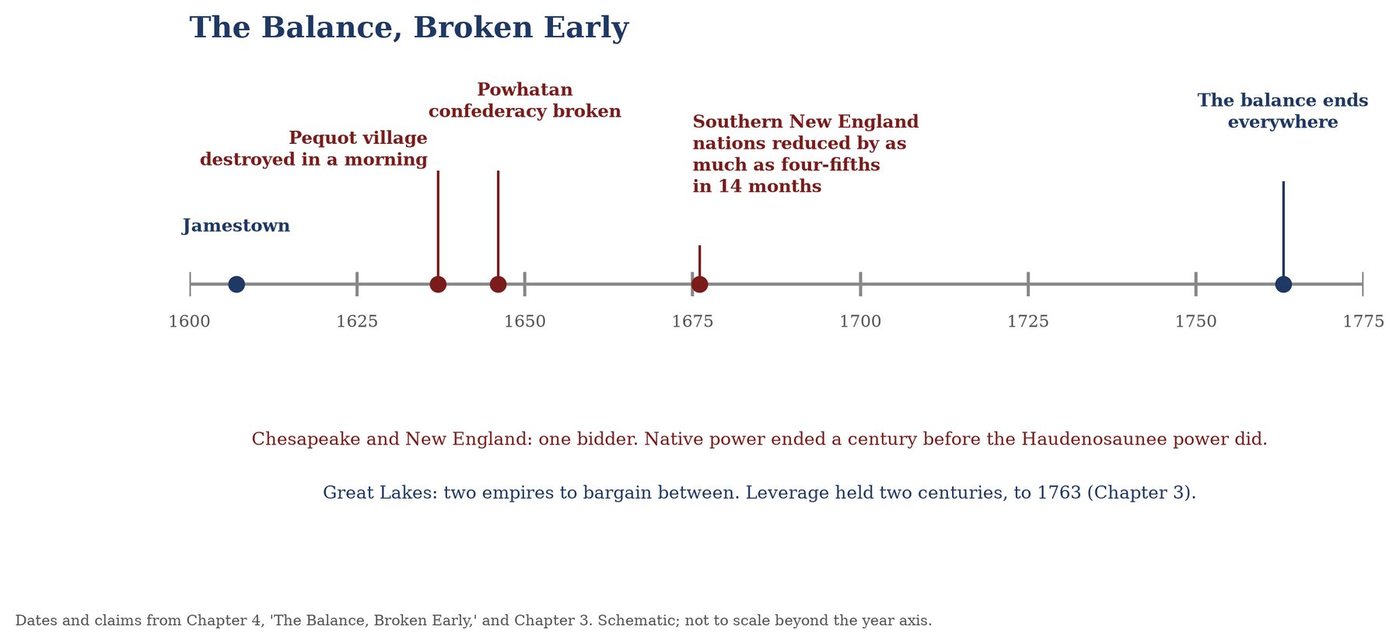 The Balance, Broken Early
Powhatan
confederacy broken
Pequot village
destroyed in a morning
Southern New England
nations reduced by as
much as four-fifths
in 14 months
The balance ends
everywhere
Jamestown
1600 1625 1650 1675 1700 1725 1750 1775
Chesapeake and New England: one bidder. Native power ended a century before the Haudenosaunee power did.
Great Lakes: two empires to bargain between. Leverage held two centuries, to 1763 (Chapter 3).
Dates and claims from Chapter 4, 'The Balance, Broken Early,' and Chapter 3. Schematic; not to scale beyond the year axis.